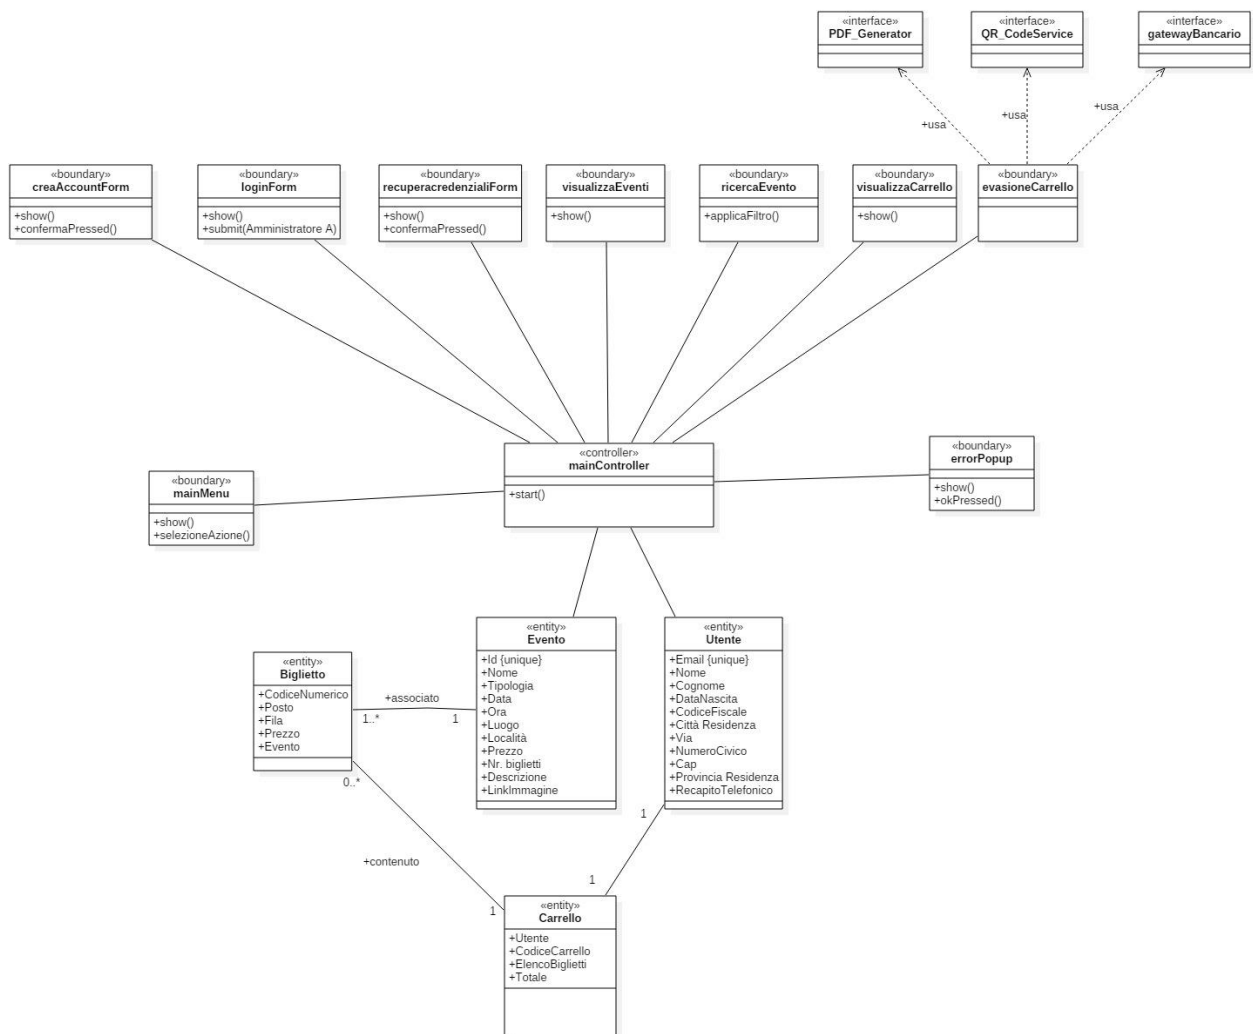 «interface»
PDF_Generator
«interface»
QR_CodeService
«interface»
gatewayBancario
+usa
+usa
+usa
«boundary»
creaAccountForm
+show()
+confermaPressed()
«boundary»
loginForm
+show()
+submit(Amministratore A)
«boundary»
recuperacredenzialiForm
+show()
+confermaPressed()
«boundary»
visualizzaEventi
+show()
«boundary»
ricercaEvento
+applicaFiltro()
«boundary»
visualizzaCarrello
+show()
«boundary»
evasioneCarrello
«controller»
mainController
+start()
«boundary»
errorPopup
+show()
+okPressed()
«boundary»
mainMenu
+show()
+selezioneAzione()
«entity»
Biglietto
+CodiceNumerico
+Posto
+Fila
+Prezzo
+Evento
+associato
1..*
1
«entity»
Evento
+Id {unique}
+Nome
+Tipologia
+Data
+Ora
+Luogo
+Località
+Prezzo
+Nr. biglietti
+Descrizione
+LinkImmagine
«entity»
Utente
+Email {unique}
+Nome
+Cognome
+DataNascita
+CodiceFiscale
+Città Residenza
+Via
+NumeroCivico
+Cap
+Provincia Residenza
+RecapitoTelefonico
0..*
+contenuto
1
1
1
«entity»
Carrello
+Utente
+CodiceCarrello
+ElencoBiglietti
+Totale